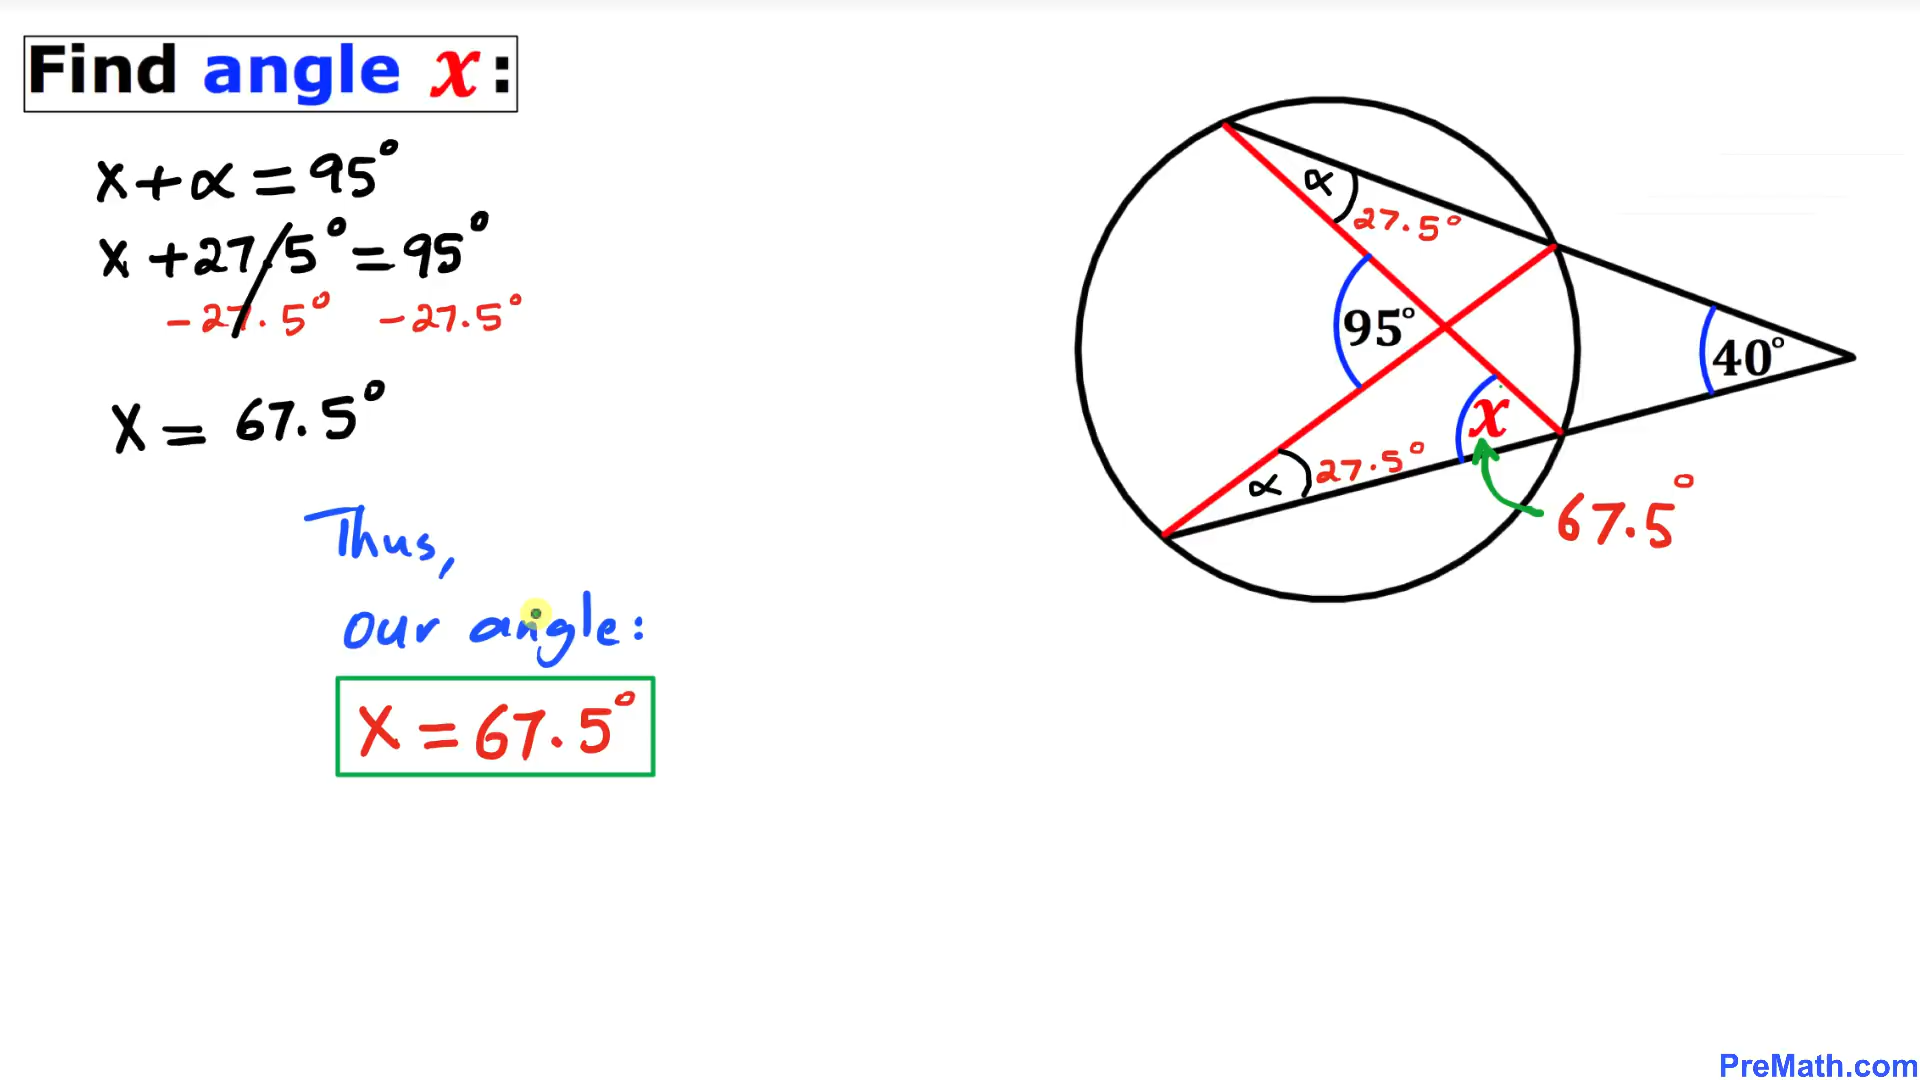 Find angle x:
x + α = 95°
x + 27.5° = 95°
- 27.5° - 27.5°
x = 67.5°
Thus,
our angle:
x = 67.5°
α
27.5°
95°
40°
x
27.5°
α
67.5°
PreMath.com